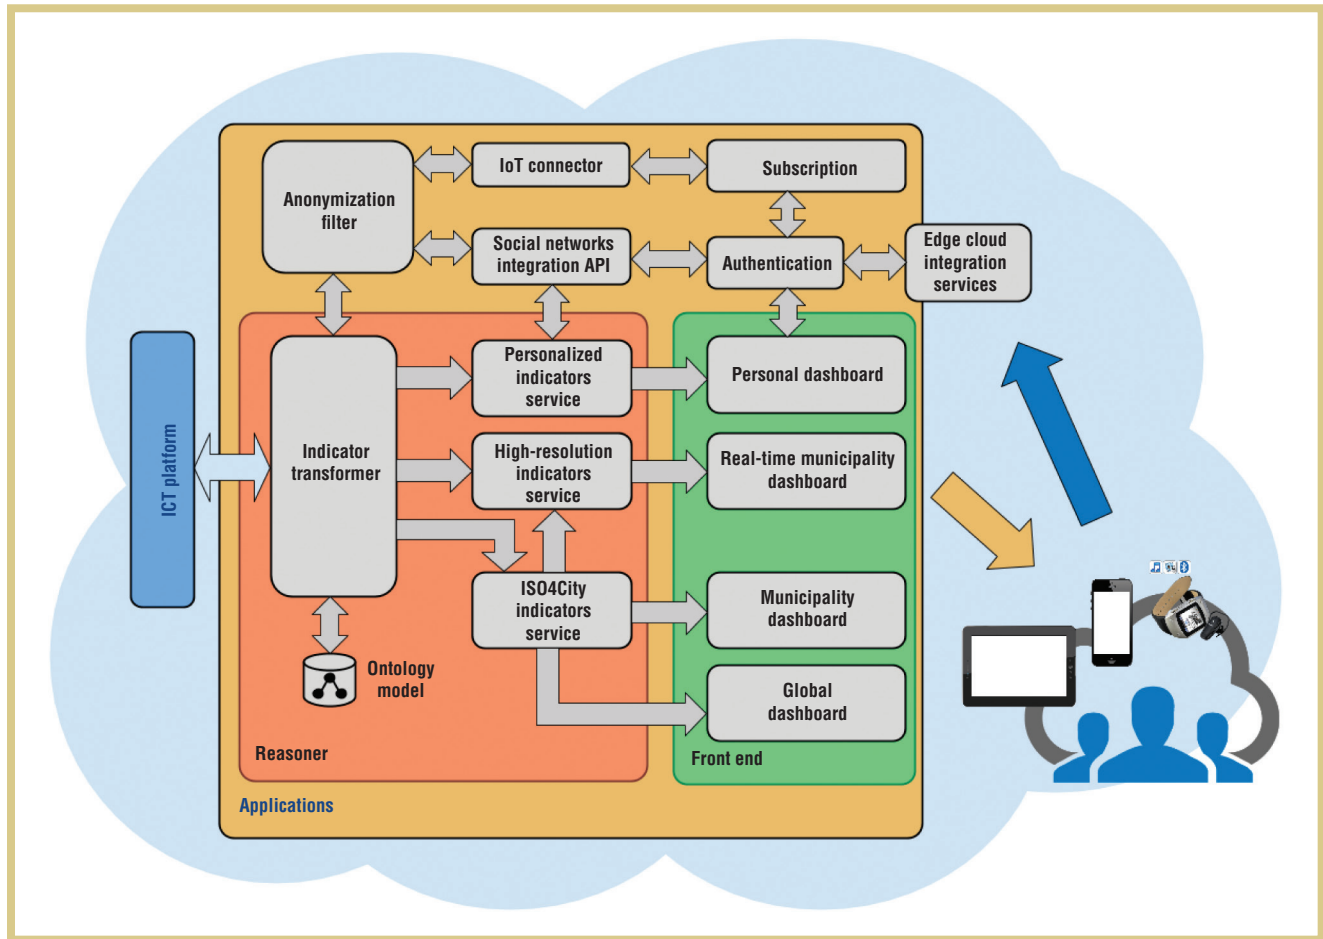 Anonymization
filter
IoT connector
Subscription
Social networks
integration API
Authentication
Edge cloud
integration
services
ICT platform
Indicator
transformer
Personalized
indicators
service
Personal dashboard
High-resolution
indicators
service
Real-time municipality
dashboard
ISO4City
indicators
service
Municipality
dashboard
Ontology
model
Global
dashboard
Reasoner
Front end
Applications